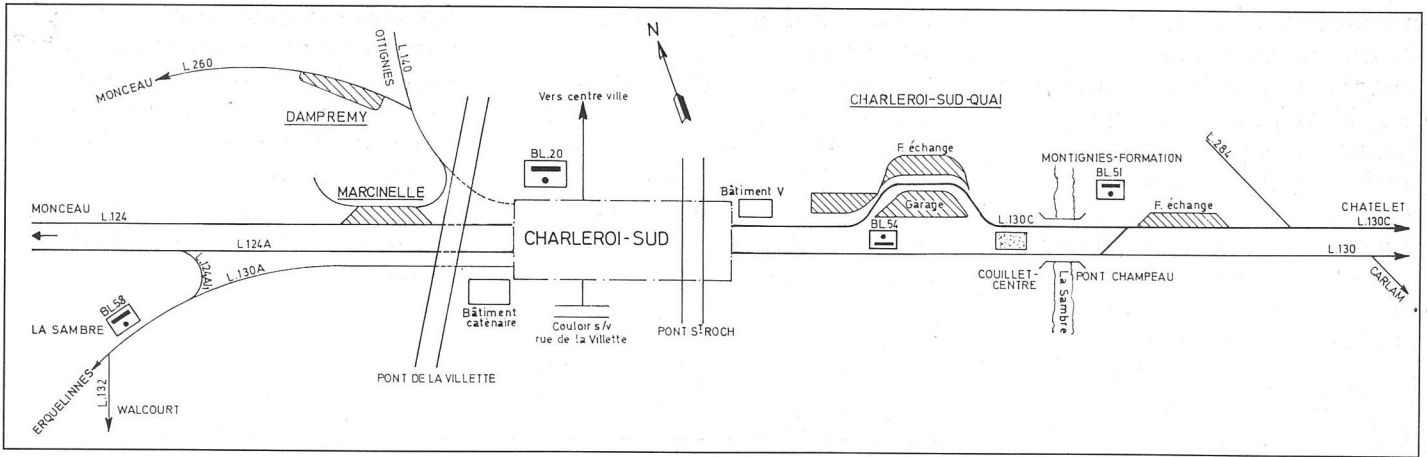 L.260
MONCEAU
DAMPREMY
OTTIGNIES
L.140
MARCINELLE
MONCEAU
L.124
L.124A
L.124A/1
L.130A
BL.58
LA SAMBRE
ERQUELINNES
L.132
WALCOURT
PONT DE LA VILLETTE
BL.20
Vers centre ville
N
CHARLEROI-SUD
Bâtiment
caténaire
Couloir s/v
rue de la Villette
PONT St ROCH
Bâtiment V
CHARLEROI-SUD-QUAI
F. échange
Garage
BL.54
L.130C
COUILLET-
CENTRE
MONTIGNIES-FORMATION
BL.51
La Sambre
PONT CHAMPEAU
F. échange
L.284
CHATELET
L.130C
L.130
CARLAM